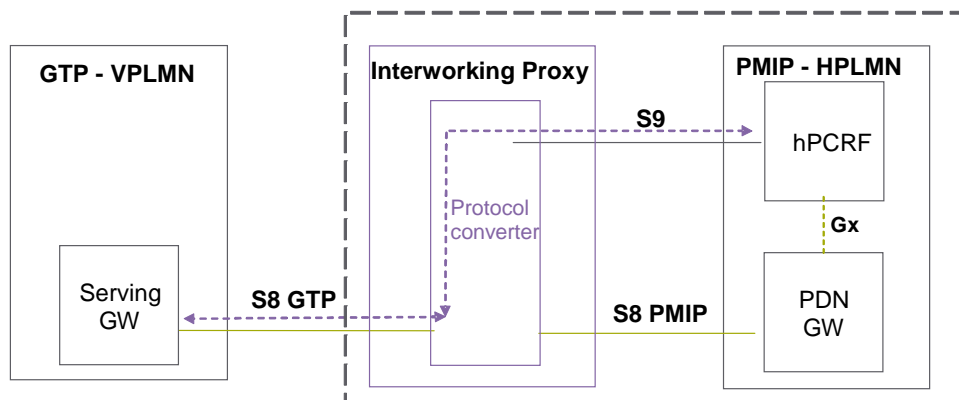 GTP - VPLMN
Interworking Proxy
PMIP - HPLMN
S9
hPCRF
Protocol
converter
Gx
Serving
GW
S8 GTP
S8 PMIP
PDN
GW